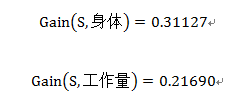 Gain(S,身体) = 0.31127↵
Gain(S,工作量) = 0.21690↵